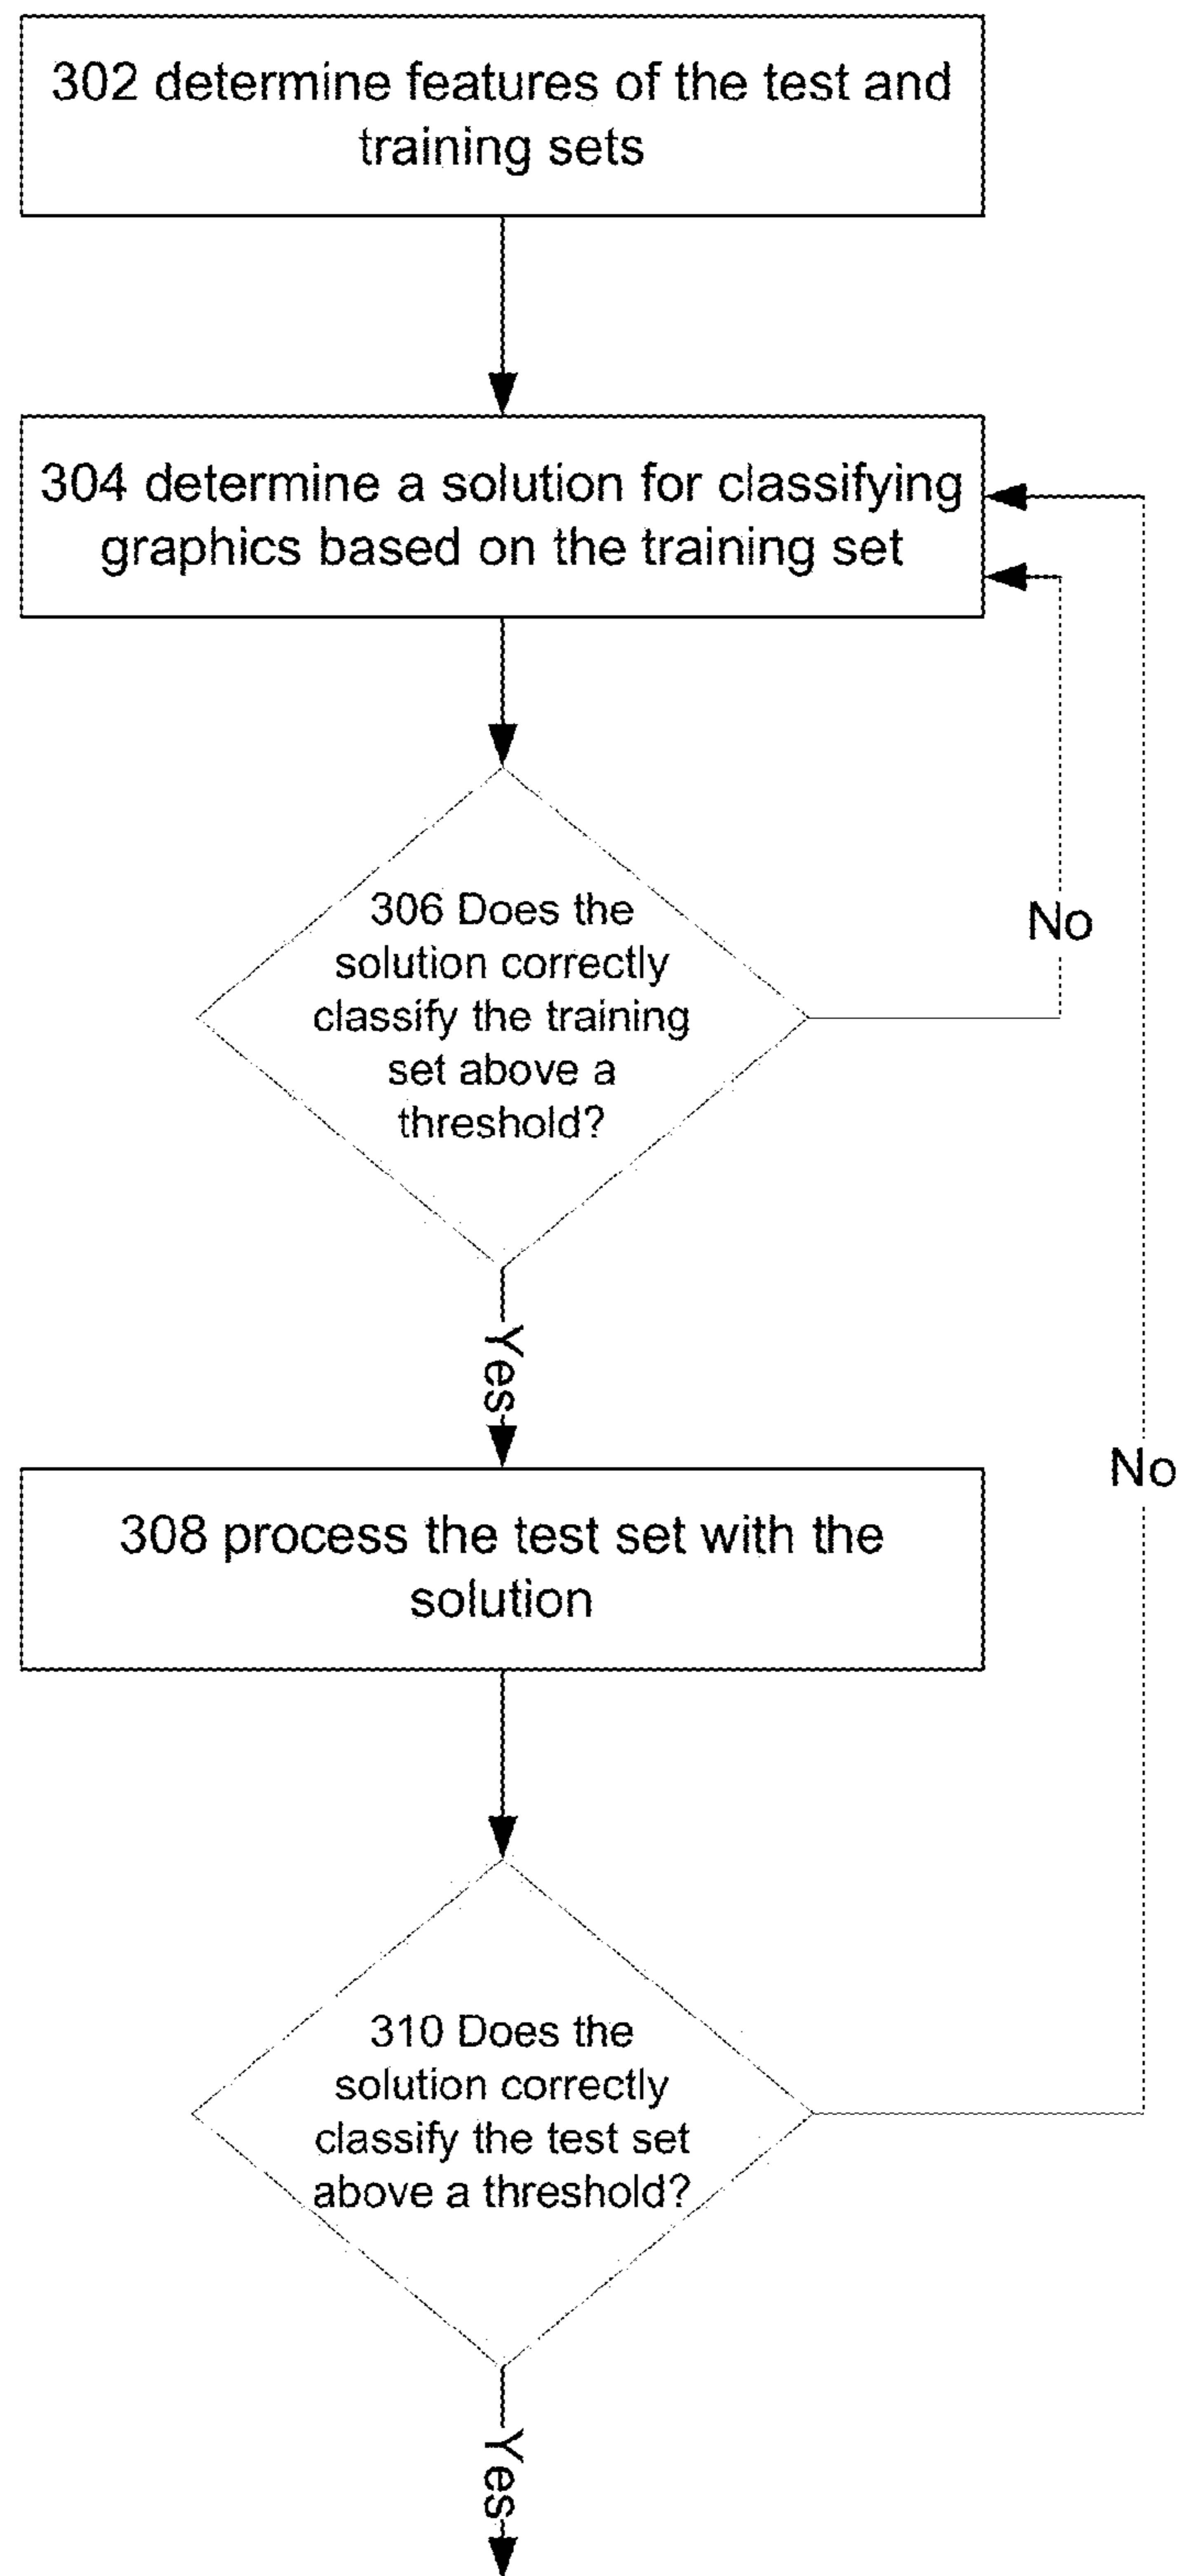 302 determine features of the test and
training sets
304 determine a solution for classifying
graphics based on the training set
306 Does the
solution correctly
classify the training
set above a
threshold?
No
Yes
308 process the test set with the
solution
No
310 Does the
solution correctly
classify the test set
above a threshold?
Yes